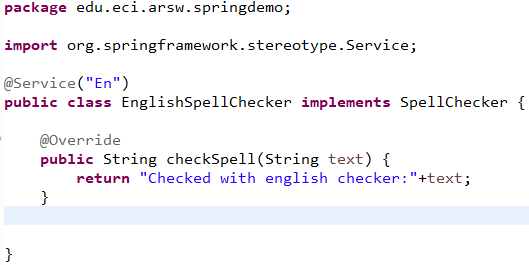 package edu.eci.arsw.springdemo;
import org.springframework.stereotype.Service;
@Service("En")
public class EnglishSpellChecker implements SpellChecker {
@Override
public String checkSpell(String text) {
return "Checked with english checker:"+text;
}
}